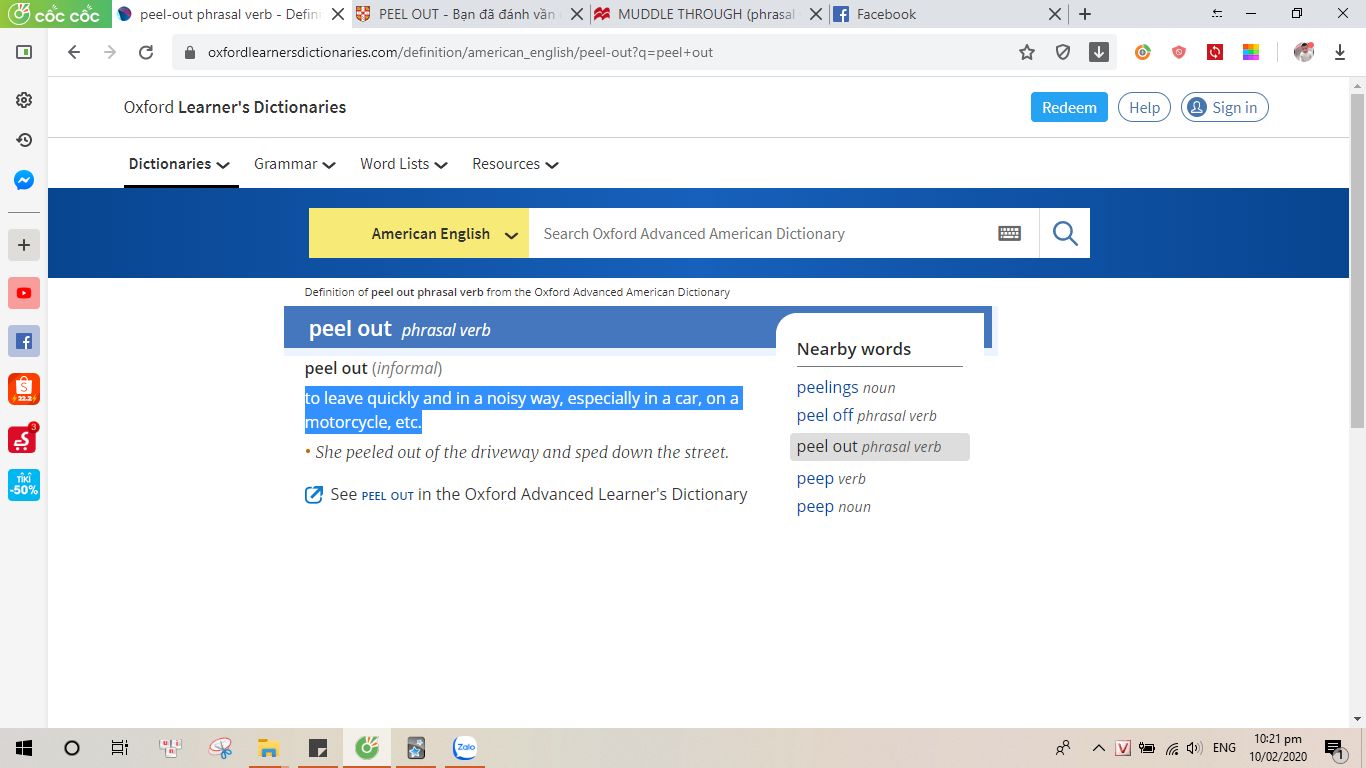 cốc cốc
peel-out phrasal verb - Defin
PEEL OUT - Bạn đã đánh vần
MUDDLE THROUGH (phrasal
Facebook
oxfordlearnersdictionaries.com/definition/american_english/peel-out?q=peel+out
Oxford Learner's Dictionaries
Redeem
Help
Sign in
Dictionaries
Grammar
Word Lists
Resources
American English
Search Oxford Advanced American Dictionary
Definition of peel out phrasal verb from the Oxford Advanced American Dictionary
peel out phrasal verb
peel out (informal)
to leave quickly and in a noisy way, especially in a car, on a
motorcycle, etc.
• She peeled out of the driveway and sped down the street.
See PEEL OUT in the Oxford Advanced Learner's Dictionary
Nearby words
peelings noun
peel off phrasal verb
peel out phrasal verb
peep verb
peep noun
22.2
3
TIKI
-50%
Zalo
V
ENG
10:21 pm
10/02/2020
1